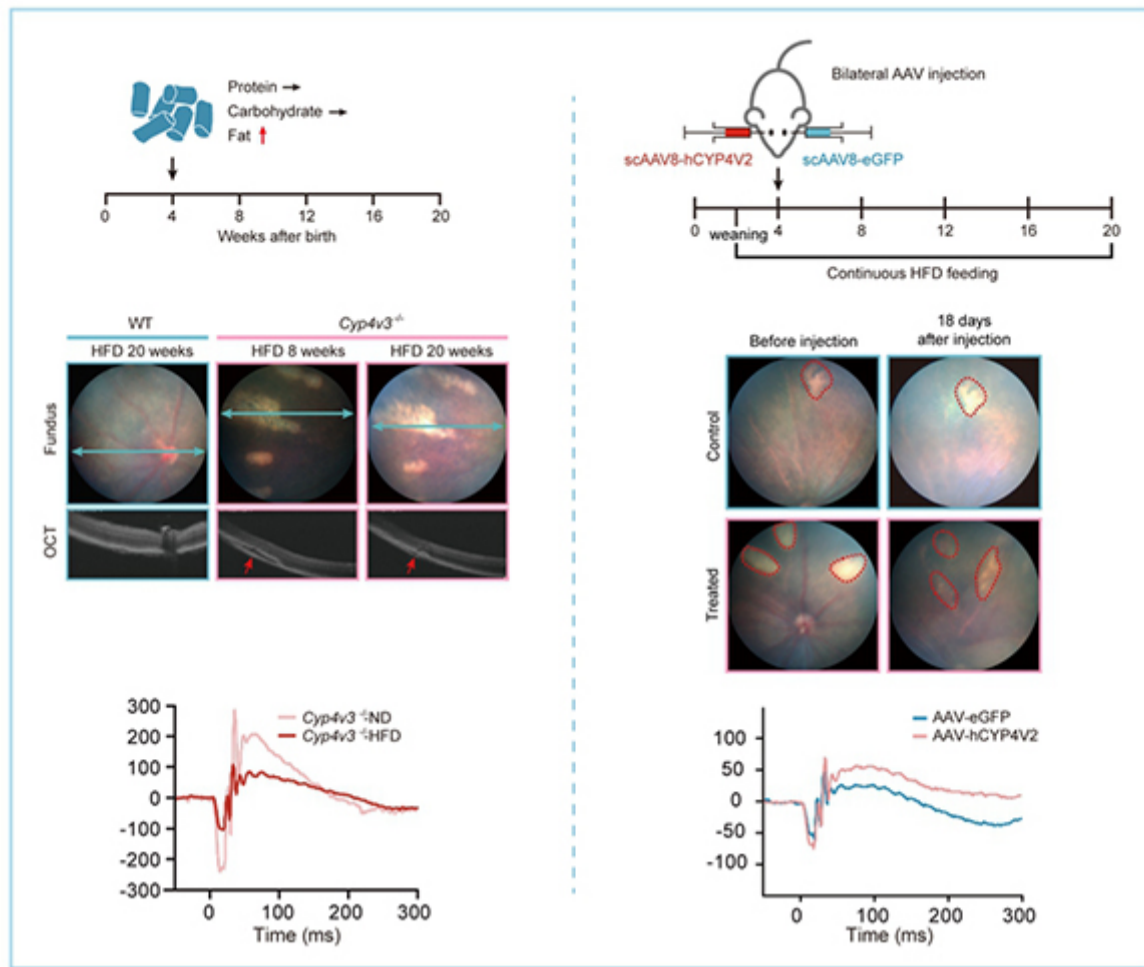 Protein →
Carbohydrate →
Fat ↑
0 4 8 12 16 20
Weeks after birth
WT Cyp4v3-/-
HFD 20 weeks HFD 8 weeks HFD 20 weeks
Fundus
OCT
300
200
100
0
-100
-200
-300
Cyp4v3-/-ND
Cyp4v3-/-HFD
0 100 200 300
Time (ms)
Bilateral AAV injection
scAAV8-hCYP4V2 scAAV8-eGFP
0 4 8 12 16 20
weaning
Continuous HFD feeding
Before injection
18 days
after injection
Control
Treated
100
50
0
-50
-100
AAV-eGFP
AAV-hCYP4V2
0 100 200 300
Time (ms)